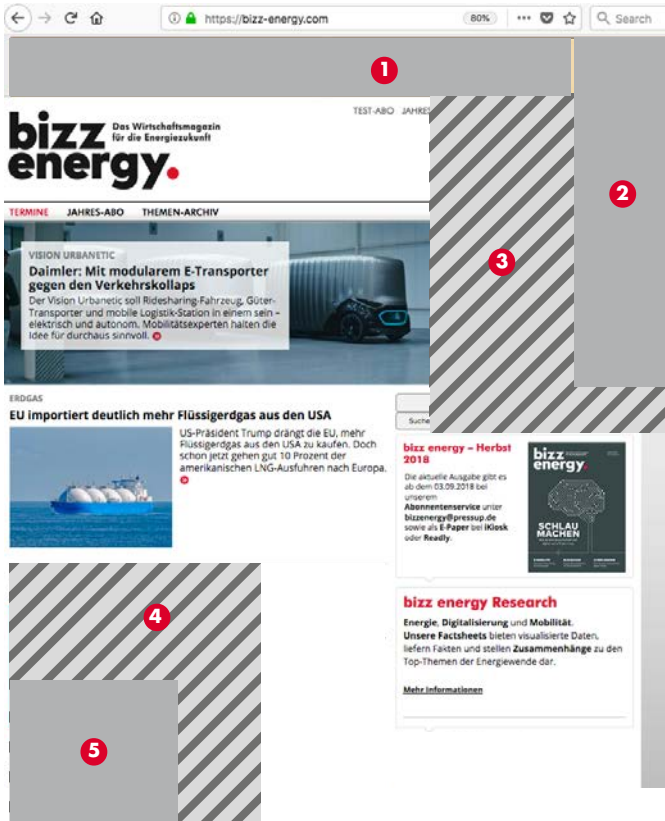 https://bizz-energy.com
80%
Search
1
bizz
energy.
Das Wirtschaftsmagazin
für die Energiezukunft
TEST-ABO JAHRES
2
3
TERMINE JAHRES-ABO THEMEN-ARCHIV
VISION URBANETIC
Daimler: Mit modularem E-Transporter
gegen den Verkehrskollaps
Der Vision Urbanetic soll Ridesharing-Fahrzeug, Güter-
Transporter und mobile Logistik-Station in einem sein –
elektrisch und autonom. Mobilitätsexperten halten die
Idee für durchaus sinnvoll.
ERDGAS
EU importiert deutlich mehr Flüssigerdgas aus den USA
US-Präsident Trump drängt die EU, mehr
Flüssigerdgas aus den USA zu kaufen. Doch
schon jetzt gehen gut 10 Prozent der
amerikanischen LNG-Ausfuhren nach Europa.
Suche
bizz energy – Herbst
2018
Die aktuelle Ausgabe gibt es
ab dem 03.09.2018 bei
unserem
Abonnentenservice unter
bizzenergy@pressup.de
sowie als E-Paper bei iKiosk
oder Readly.
bizz
energy.
SCHLAU
MACHEN
4
bizz energy Research
Energie, Digitalisierung und Mobilität.
Unsere Factsheets bieten visualisierte Daten,
liefern Fakten und stellen Zusammenhänge zu den
Top-Themen der Energiewende dar.
Mehr Informationen
5